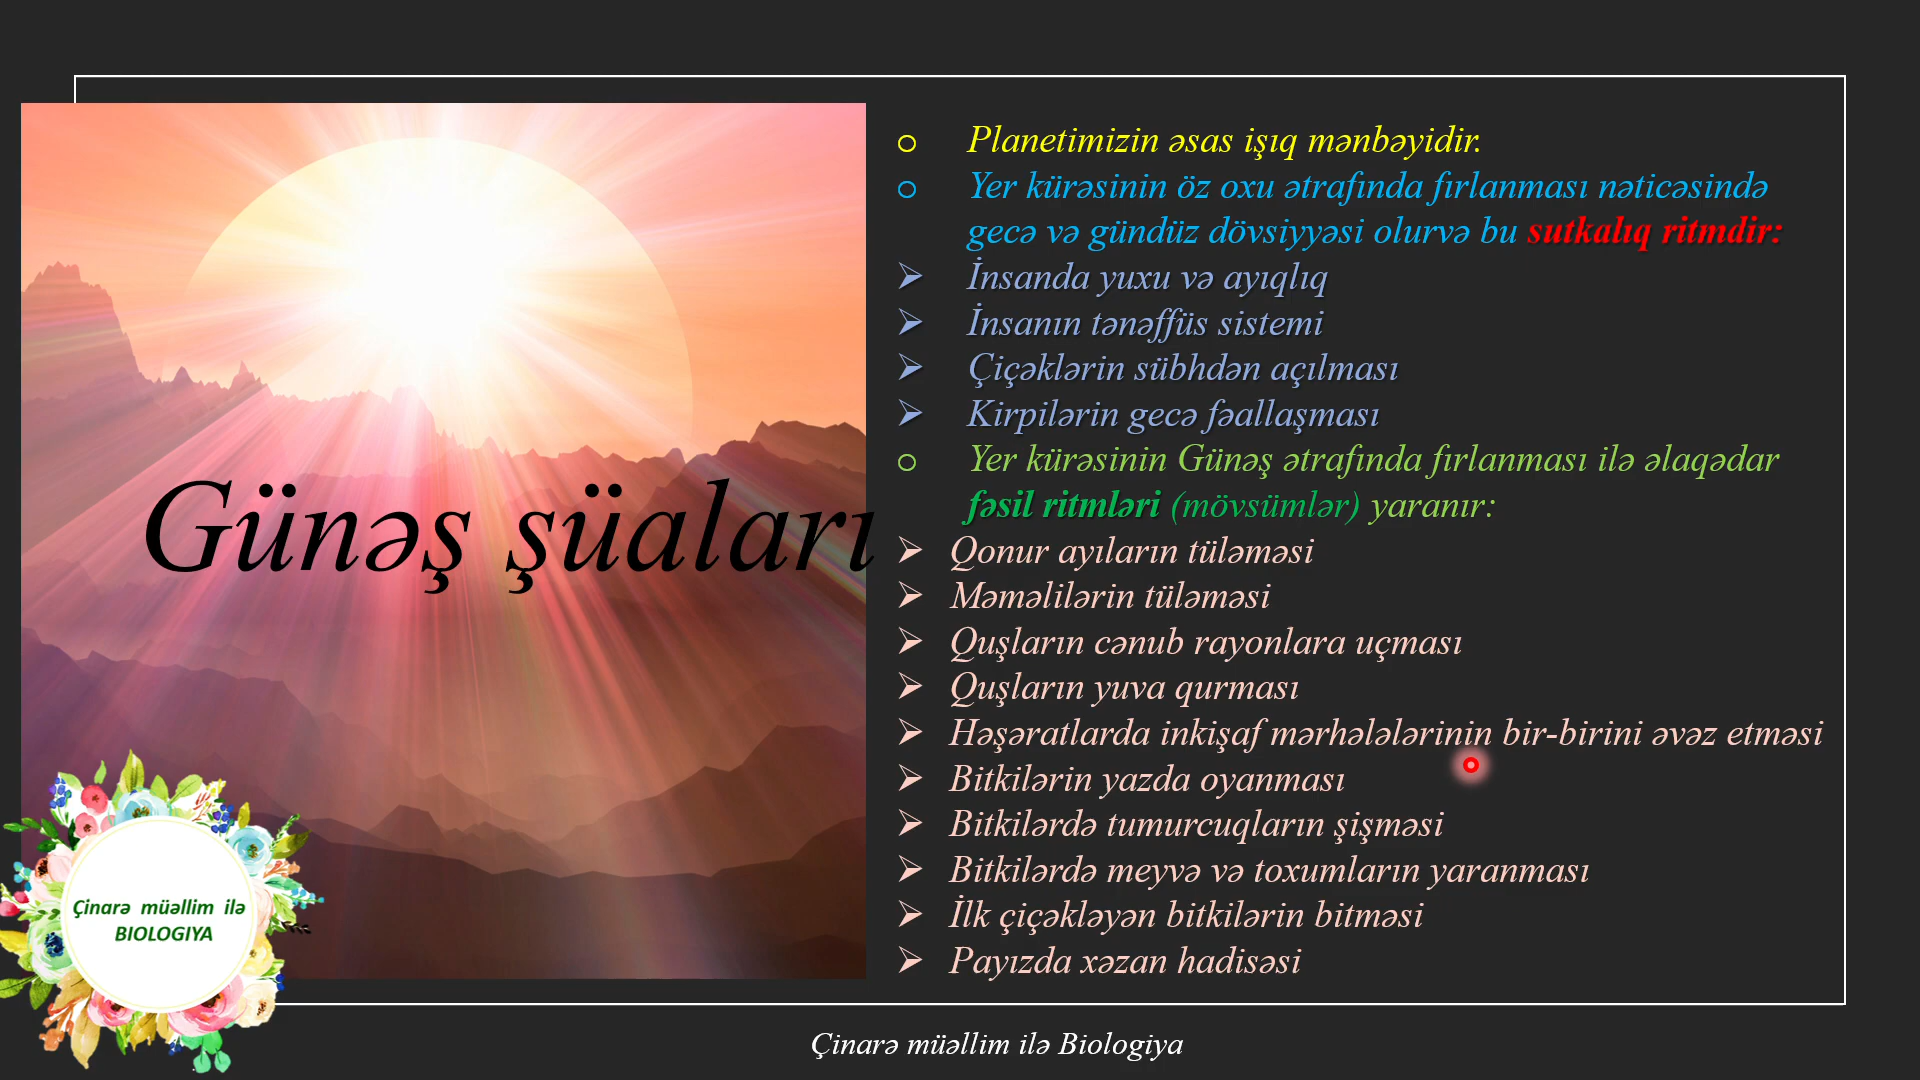 Günəş şüaları
o Planetimizin əsas işıq mənbəyidir.
o Yer kürəsinin öz oxu ətrafında fırlanması nəticəsində
gecə və gündüz dövsiyyəsi olurvə bu sutkalıq ritmdir:
➢ İnsanda yuxu və ayıqlıq
➢ İnsanın tənəffüs sistemi
➢ Çiçəklərin sübhdən açılması
➢ Kirpilərin gecə fəallaşması
o Yer kürəsinin Günəş ətrafında fırlanması ilə əlaqədar
fəsil ritmləri (mövsümlər) yaranır:
➢ Qonur ayıların tüləməsi
➢ Məməlilərin tüləməsi
➢ Quşların cənub rayonlara uçması
➢ Quşların yuva qurması
➢ Həşəratlarda inkişaf mərhələlərinin bir-birini əvəz etməsi
➢ Bitkilərin yazda oyanması
➢ Bitkilərdə tumurcuqların şişməsi
➢ Bitkilərdə meyvə və toxumların yaranması
➢ İlk çiçəkləyən bitkilərin bitməsi
➢ Payızda xəzan hadisəsi
Çinarə müəllim ilə
BIOLOGIYA
Çinarə müəllim ilə Biologiya